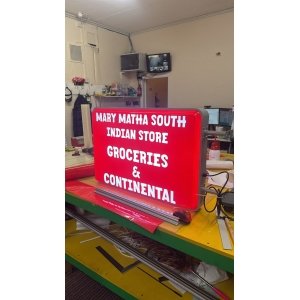 MARY MATHA SOUTH
INDIAN STORE
GROCERIES
&
CONTINENTAL